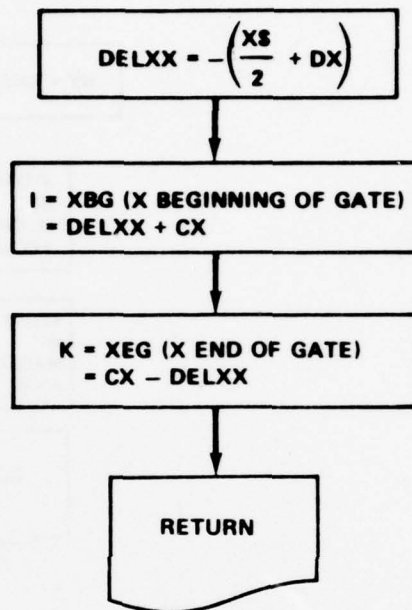 DELXX = -(XS/2 + DX)
I = XBG (X BEGINNING OF GATE)
= DELXX + CX
K = XEG (X END OF GATE)
= CX - DELXX
RETURN